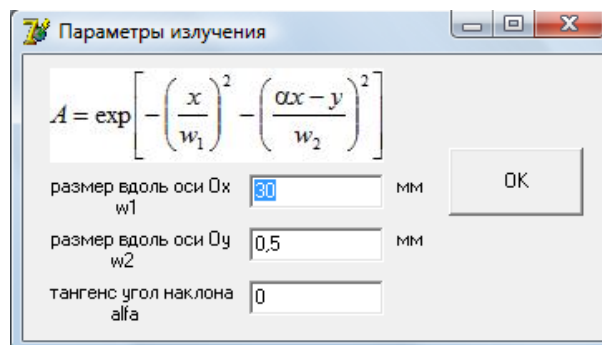 Параметры излучения
A = exp[-(x/w₁)² - (αx - y/w₂)²]
размер вдоль оси Ox 30 мм OK
w1
размер вдоль оси Oy 0,5 мм
w2
тангенс угол наклона 0
alfa